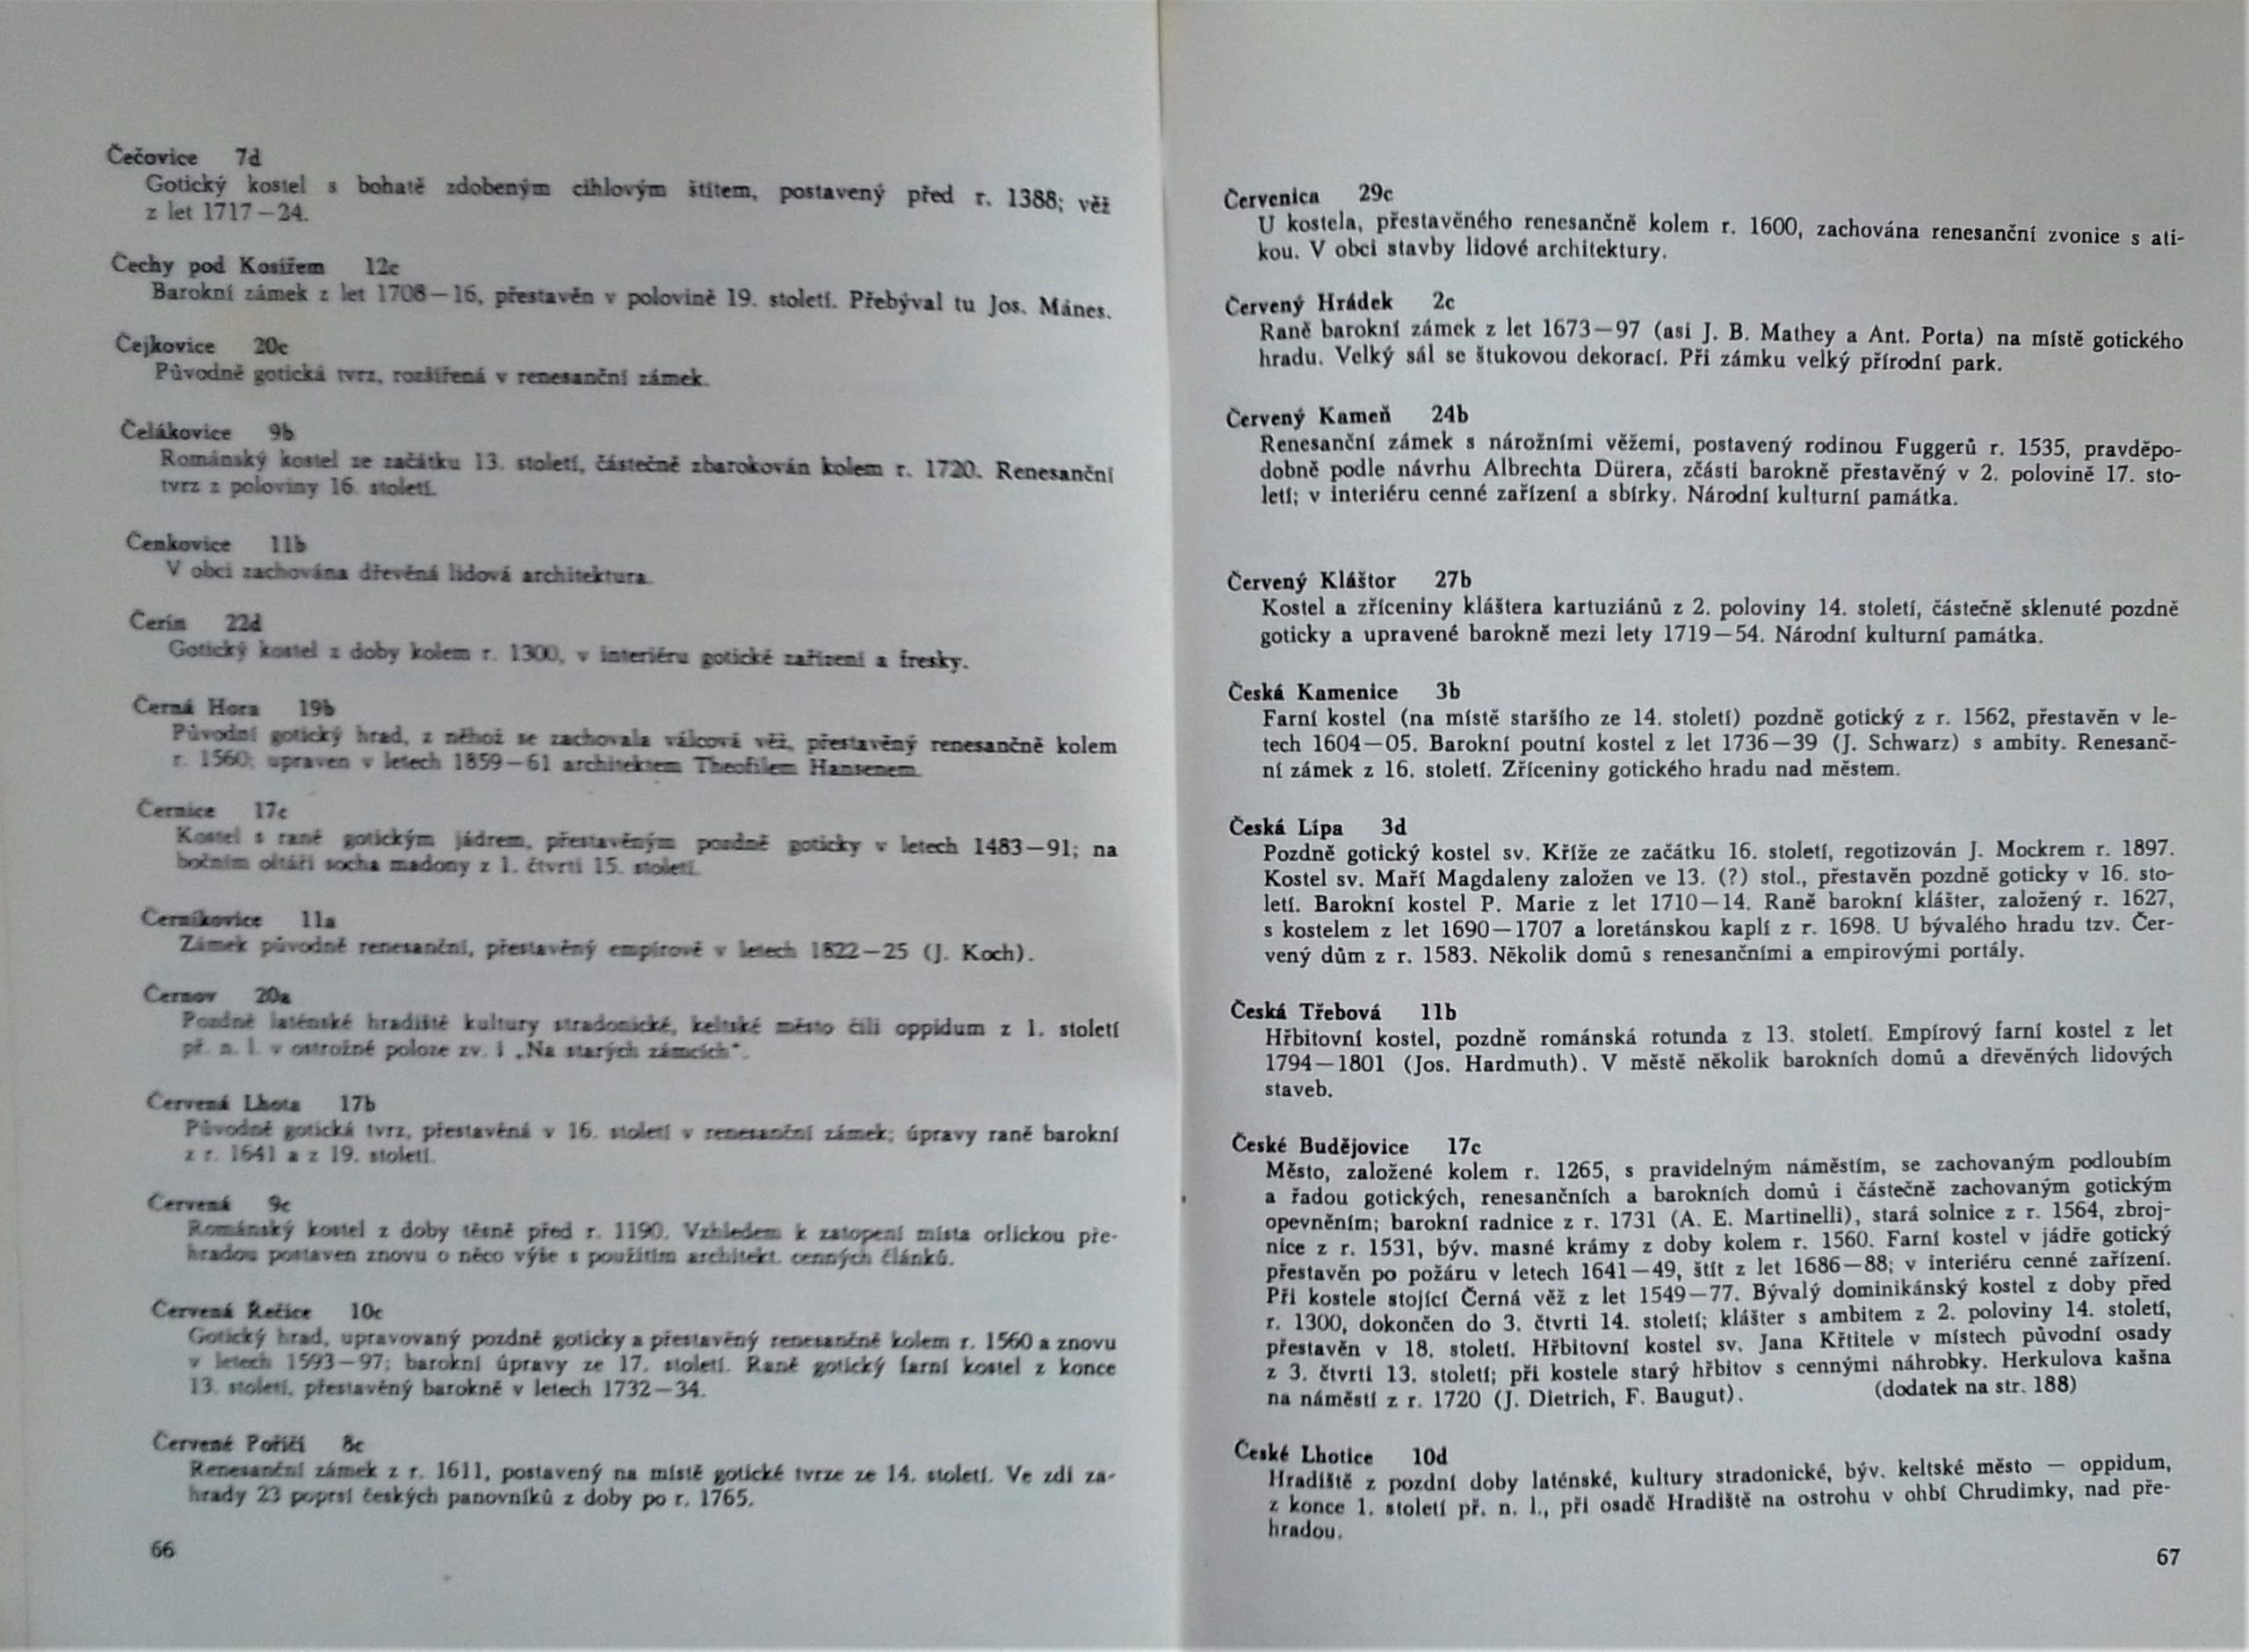 Čečovice 7d
Gotický kostel s bohatě zdobeným cihlovým štítem, postavený před r. 1388; věž
z let 1717—24.
Čechy pod Kosířem 12c
Barokní zámek z let 1708—16, přestavěn v polovině 19. století. Přebýval tu Jos. Mánes.
Čejkovice 20c
Původně gotická tvrz, rozšířená v renesanční zámek.
Čelákovice 9b
Románský kostel ze začátku 13. století, částečně zbarokován kolem r. 1720. Renesanční
tvrz z poloviny 16. století.
Čenkovice 11b
V obci zachována dřevěná lidová architektura.
Čerín 22d
Gotický kostel z doby kolem r. 1300, v interiéru gotické zařízení a fresky.
Černá Hora 19b
Původní gotický hrad, z něhož se zachovala válcová věž, přestavěný renesančně kolem
r. 1560; upraven v letech 1859—61 architektem Theofilem Hansenem.
Černice 17c
Kostel s raně gotickým jádrem, přestavěným pozdně goticky v letech 1483—91; na
bočním oltáři socha madony z 1. čtvrti 15. století.
Černíkovice 11a
Zámek původně renesanční, přestavěný empírově v letech 1822—25 (J. Koch).
Černov 20a
Pozdně laténské hradiště kultury stradonické, keltské město čili oppidum z 1. století
př. n. l. v ostrožné poloze zv. i „Na starých zámcích".
Červená Lhota 17b
Původně gotická tvrz, přestavěná v 16. století v renesanční zámek; úpravy raně barokní
z r. 1641 a z 19. století.
Červená 9c
Románský kostel z doby těsně před r. 1190. Vzhledem k zatopení místa orlickou pře-
hradou postaven znovu o něco výše s použitím architekt. cenných článků.
Červená Řečice 10c
Gotický hrad, upravovaný pozdně goticky a přestavěný renesančně kolem r. 1560 a znovu
v letech 1593—97; barokní úpravy ze 17. století. Raně gotický farní kostel z konce
13. století, přestavěný barokně v letech 1732—34.
Červené Poříčí 8c
Renesanční zámek z r. 1611, postavený na místě gotické tvrze ze 14. století. Ve zdi za-
hrady 23 poprsí českých panovníků z doby po r. 1765.
66
Červenica 29c
U kostela, přestavěného renesančně kolem r. 1600, zachována renesanční zvonice s ati-
kou. V obci stavby lidové architektury.
Červený Hrádek 2c
Raně barokní zámek z let 1673—97 (asi J. B. Mathey a Ant. Porta) na místě gotického
hradu. Velký sál se štukovou dekorací. Při zámku velký přírodní park.
Červený Kameň 24b
Renesanční zámek s nárožními věžemi, postavený rodinou Fuggerů r. 1535, pravděpo-
dobně podle návrhu Albrechta Dürera, zčásti barokně přestavěný v 2. polovině 17. sto-
letí; v interiéru cenné zařízení a sbírky. Národní kulturní památka.
Červený Kláštor 27b
Kostel a zříceniny kláštera kartuziánů z 2. poloviny 14. století, částečně sklenuté pozdně
goticky a upravené barokně mezi lety 1719—54. Národní kulturní památka.
Česká Kamenice 3b
Farní kostel (na místě staršího ze 14. století) pozdně gotický z r. 1562, přestavěn v le-
tech 1604—05. Barokní poutní kostel z let 1736—39 (J. Schwarz) s ambity. Renesanč-
ní zámek z 16. století. Zříceniny gotického hradu nad městem.
Česká Lípa 3d
Pozdně gotický kostel sv. Kříže ze začátku 16. století, regotizován J. Mockrem r. 1897.
Kostel sv. Maří Magdaleny založen ve 13. (?) stol., přestavěn pozdně goticky v 16. sto-
letí. Barokní kostel P. Marie z let 1710—14. Raně barokní klášter, založený r. 1627,
s kostelem z let 1690—1707 a loretánskou kaplí z r. 1698. U bývalého hradu tzv. Čer-
vený dům z r. 1583. Několik domů s renesančními a empirovými portály.
Česká Třebová 11b
Hřbitovní kostel, pozdně románská rotunda z 13. století. Empírový farní kostel z let
1794—1801 (Jos. Hardmuth). V městě několik barokních domů a dřevěných lidových
staveb.
České Budějovice 17c
Město, založené kolem r. 1265, s pravidelným náměstím, se zachovaným podloubím
a řadou gotických, renesančních a barokních domů i částečně zachovaným gotickým
opevněním; barokní radnice z r. 1731 (A. E. Martinelli), stará solnice z r. 1564, zbroj-
nice z r. 1531, býv. masné krámy z doby kolem r. 1560. Farní kostel v jádře gotický
přestavěn po požáru v letech 1641—49, štít z let 1686—88; v interiéru cenné zařízení.
Při kostele stojící Černá věž z let 1549—77. Bývalý dominikánský kostel z doby před
r. 1300, dokončen do 3. čtvrti 14. století; klášter s ambitem z 2. poloviny 14. století,
přestavěn v 18. století. Hřbitovní kostel sv. Jana Křtitele v místech původní osady
z 3. čtvrti 13. století; při kostele starý hřbitov s cennými náhrobky. Herkulova kašna
na náměstí z r. 1720 (J. Dietrich, F. Baugut). (dodatek na str. 188)
České Lhotice 10d
Hradiště z pozdní doby laténské, kultury stradonické, býv. keltské město — oppidum,
z konce 1. století př. n. l., při osadě Hradiště na ostrohu v ohbí Chrudimky, nad pře-
hradou.
67